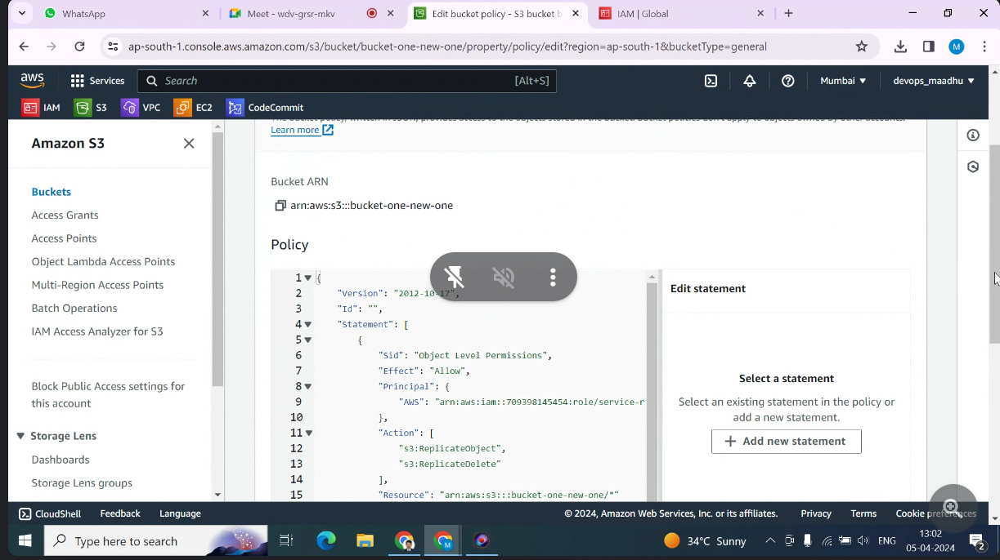 WhatsApp
Meet - wdv-grsr-mkv
Edit bucket policy - S3 bucket b
IAM | Global
ap-south-1.console.aws.amazon.com/s3/bucket/bucket-one-new-one/property/policy/edit?region=ap-south-1&bucketType=general
M
aws
Services
Search
[Alt+S]
Mumbai
devops_maadhu
IAM
S3
VPC
EC2
CodeCommit
Amazon S3
Buckets
Access Grants
Access Points
Object Lambda Access Points
Multi-Region Access Points
Batch Operations
IAM Access Analyzer for S3
Block Public Access settings for
this account
Storage Lens
Dashboards
Storage Lens groups
Learn more
Bucket ARN
arn:aws:s3:::bucket-one-new-one
Policy
1 {
2 "Version": "2012-10-17",
3 "Id": "",
4 "Statement": [
5 {
6 "Sid": "Object Level Permissions",
7 "Effect": "Allow",
8 "Principal": {
9 "AWS": "arn:aws:iam::709398145454:role/service-r
10 },
11 "Action": [
12 "s3:ReplicateObject",
13 "s3:ReplicateDelete"
14 ],
15 "Resource": "arn:aws:s3:::bucket-one-new-one/*"
Edit statement
Select a statement
Select an existing statement in the policy or
add a new statement.
+ Add new statement
CloudShell
Feedback
Language
© 2024, Amazon Web Services, Inc. or its affiliates.
Privacy
Terms
Cookie preferences
Type here to search
34°C Sunny
ENG
13:02
05-04-2024
2